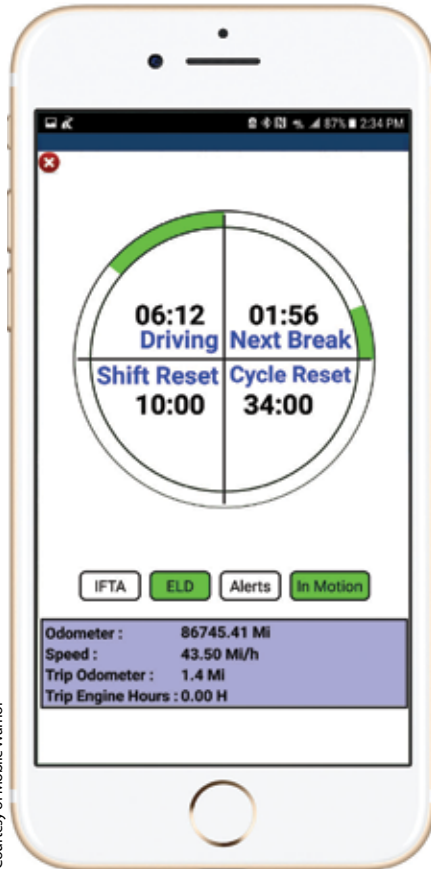 87% 2:34 PM
06:12 01:56
Driving Next Break
Shift Reset Cycle Reset
10:00 34:00
IFTA ELD Alerts In Motion
Odometer : 86745.41 Mi
Speed : 43.50 Mi/h
Trip Odometer : 1.4 Mi
Trip Engine Hours : 0.00 H
Courtesy of Mobile Warrior